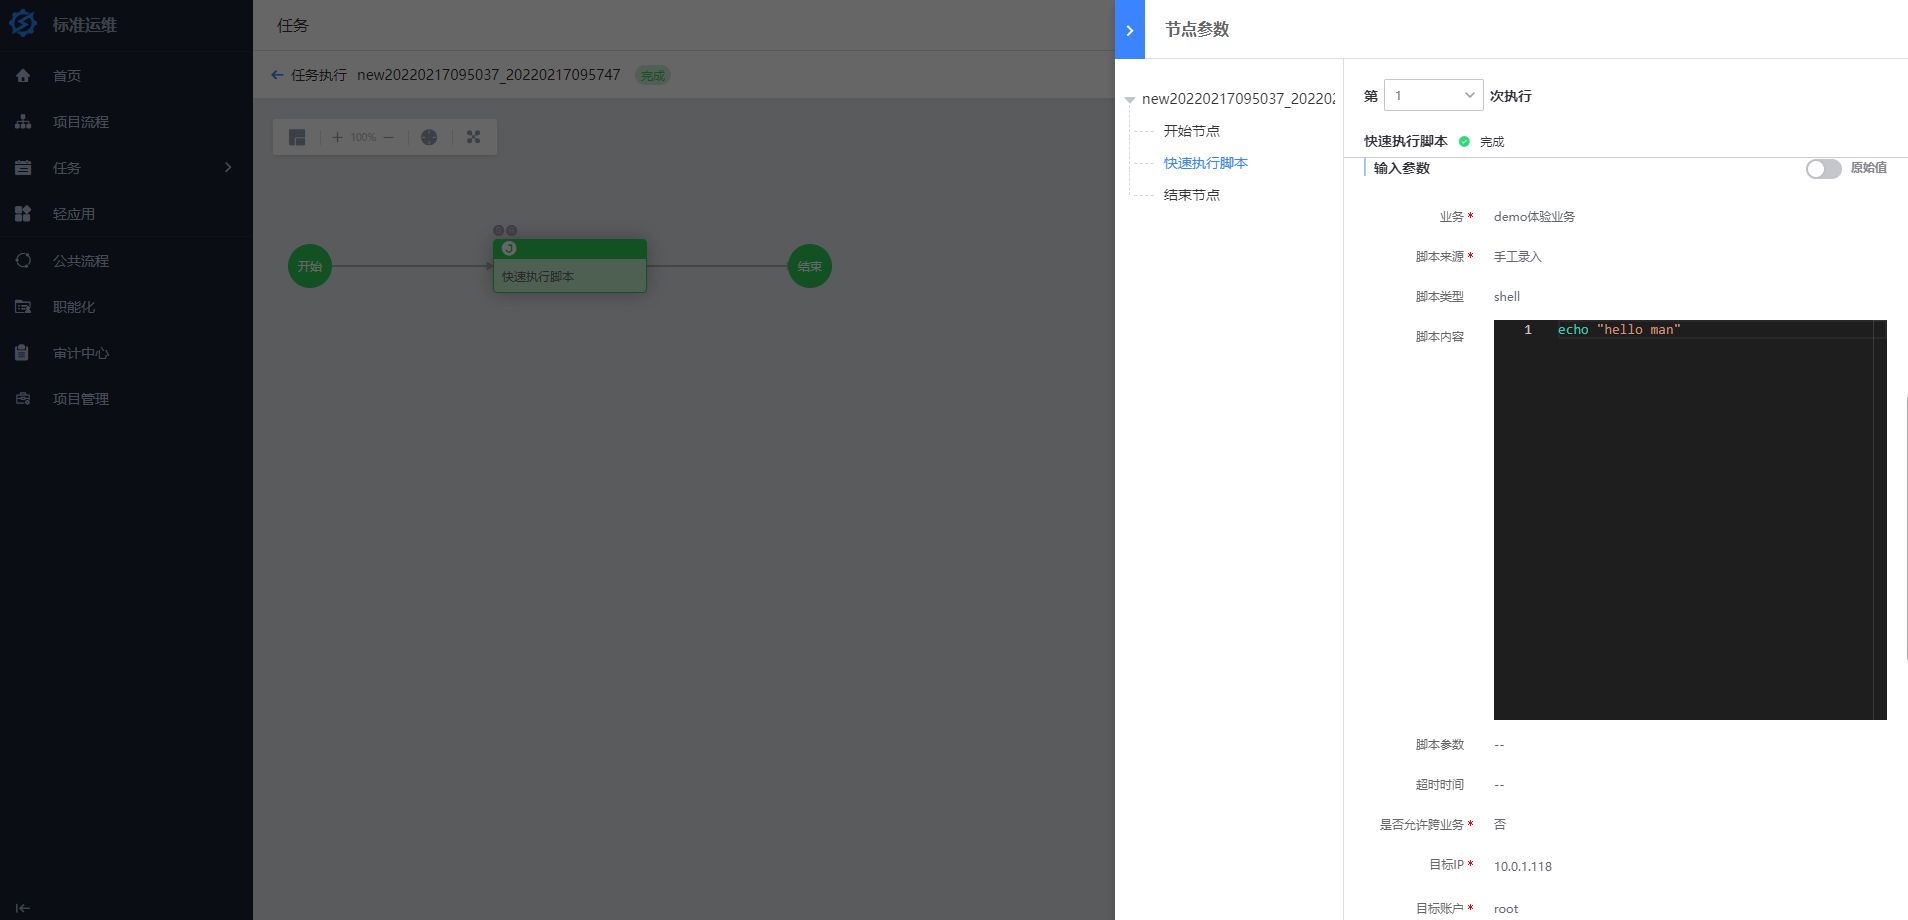 标准运维
首页
项目流程
任务
轻应用
公共流程
职能化
审计中心
项目管理
任务
任务执行 new20220217095037_20220217095747 完成
100%
开始
J
快速执行脚本
结束
节点参数
new20220217095037_202202
开始节点
快速执行脚本
结束节点
第 1 次执行
快速执行脚本 完成
输入参数 原始值
业务 * demo体验业务
脚本来源 * 手工录入
脚本类型 shell
脚本内容
1 echo "hello man"
脚本参数 --
超时时间 --
是否允许跨业务 * 否
目标IP * 10.0.1.118
目标账户 * root